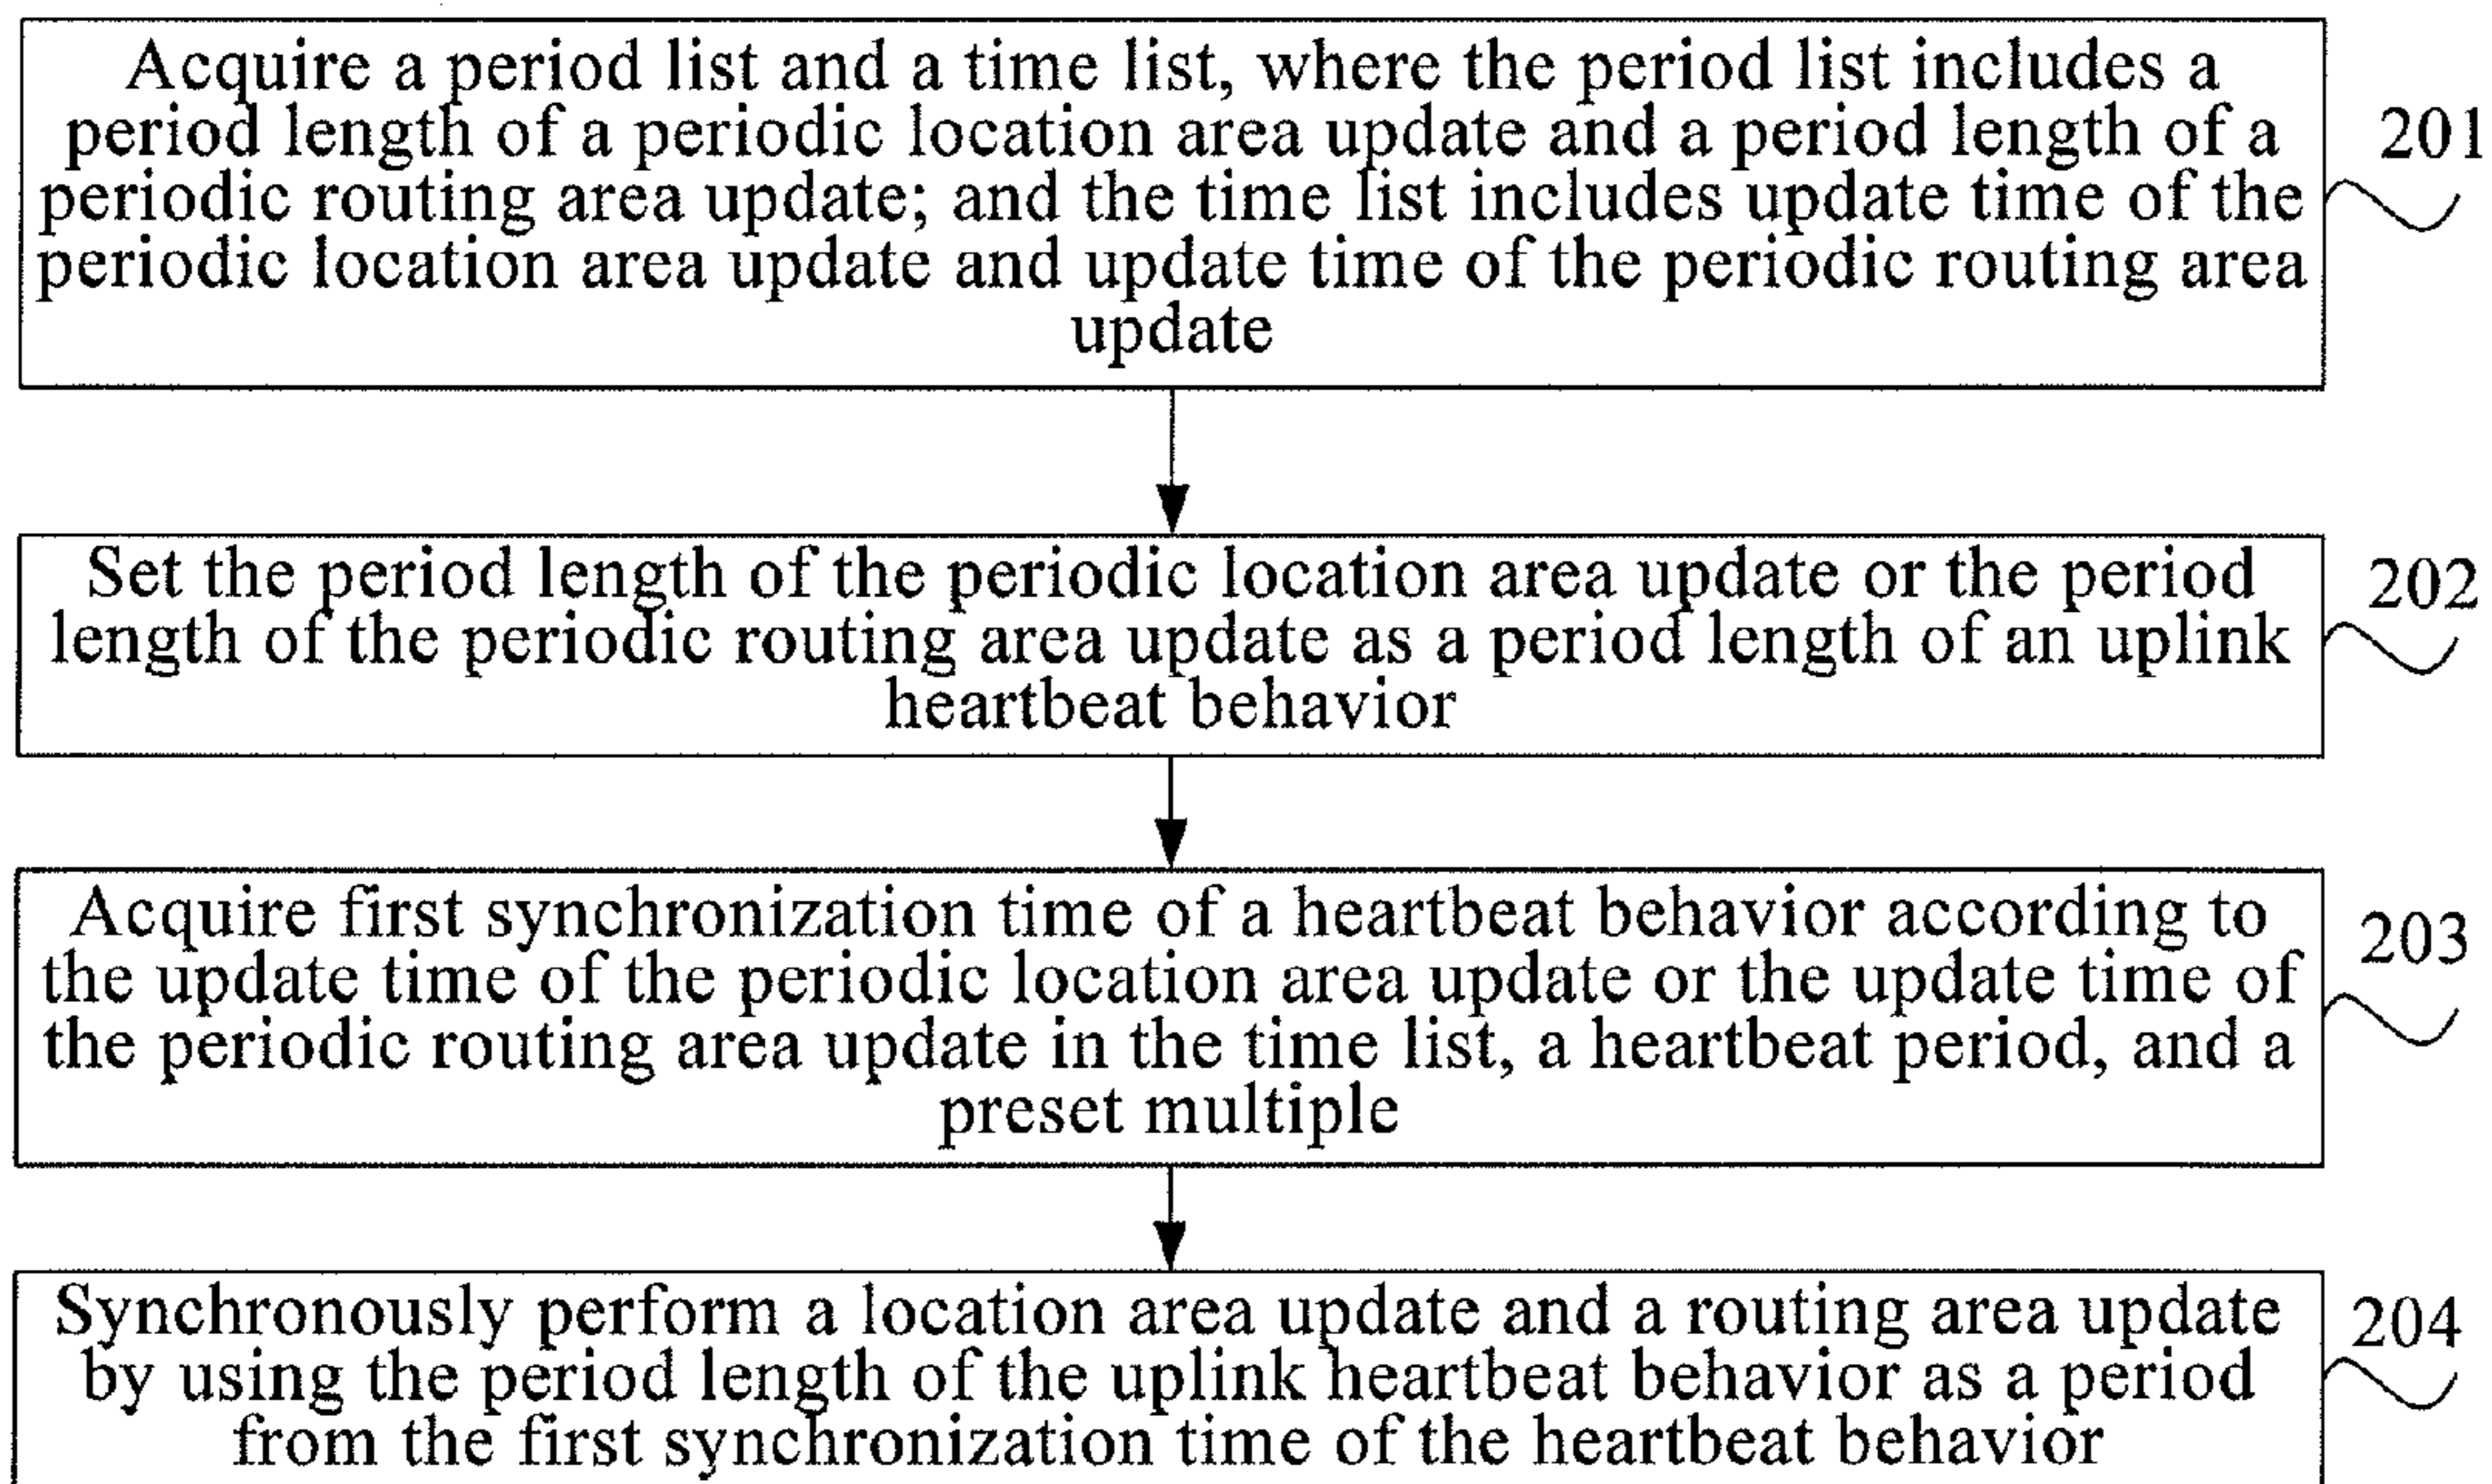 Acquire a period list and a time list, where the period list includes a
period length of a periodic location area update and a period length of a
periodic routing area update; and the time list includes update time of the
periodic location area update and update time of the periodic routing area
update
201
Set the period length of the periodic location area update or the period
length of the periodic routing area update as a period length of an uplink
heartbeat behavior
202
Acquire first synchronization time of a heartbeat behavior according to
the update time of the periodic location area update or the update time of
the periodic routing area update in the time list, a heartbeat period, and a
preset multiple
203
Synchronously perform a location area update and a routing area update
by using the period length of the uplink heartbeat behavior as a period
from the first synchronization time of the heartbeat behavior
204